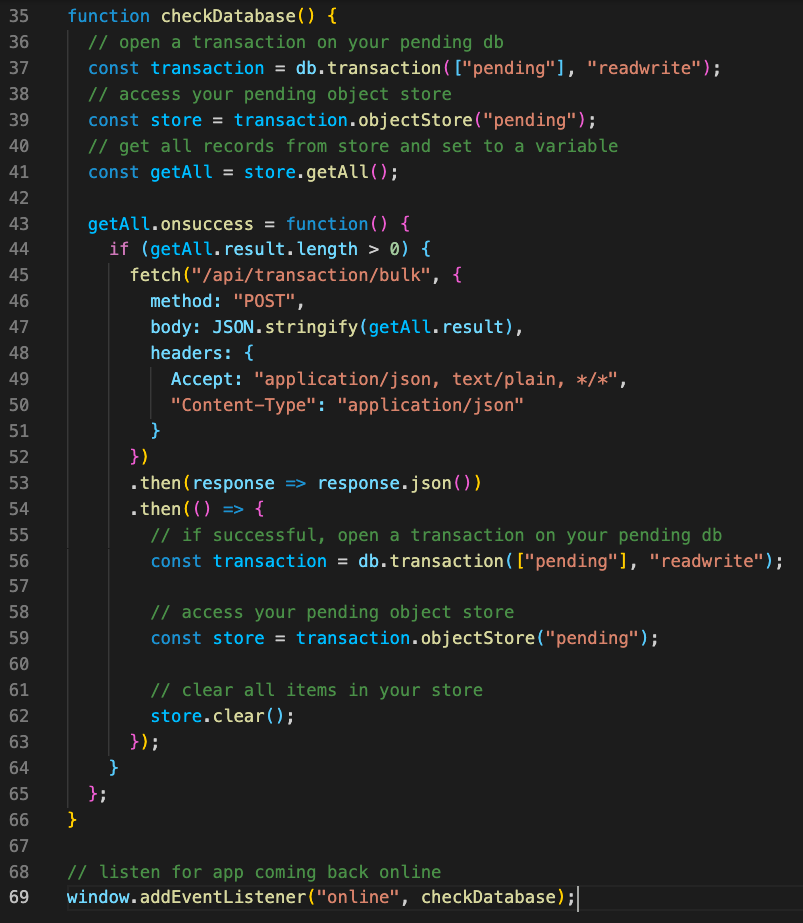 35 function checkDatabase() {
36   // open a transaction on your pending db
37   const transaction = db.transaction(["pending"], "readwrite");
38   // access your pending object store
39   const store = transaction.objectStore("pending");
40   // get all records from store and set to a variable
41   const getAll = store.getAll();
42
43   getAll.onsuccess = function() {
44     if (getAll.result.length > 0) {
45       fetch("/api/transaction/bulk", {
46         method: "POST",
47         body: JSON.stringify(getAll.result),
48         headers: {
49           Accept: "application/json, text/plain, */*",
50           "Content-Type": "application/json"
51         }
52       })
53       .then(response => response.json())
54       .then(() => {
55         // if successful, open a transaction on your pending db
56         const transaction = db.transaction(["pending"], "readwrite");
57
58         // access your pending object store
59         const store = transaction.objectStore("pending");
60
61         // clear all items in your store
62         store.clear();
63       });
64     }
65   };
66 }
67
68 // listen for app coming back online
69 window.addEventListener("online", checkDatabase);